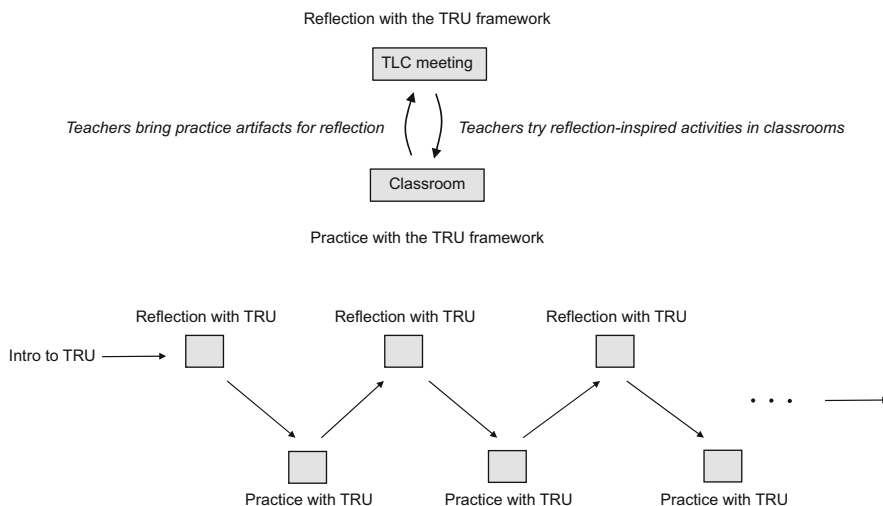 Reflection with the TRU framework
TLC meeting
Teachers bring practice artifacts for reflection
Teachers try reflection-inspired activities in classrooms
Classroom
Practice with the TRU framework
Reflection with TRU
Reflection with TRU
Reflection with TRU
Intro to TRU
. . .
Practice with TRU
Practice with TRU
Practice with TRU